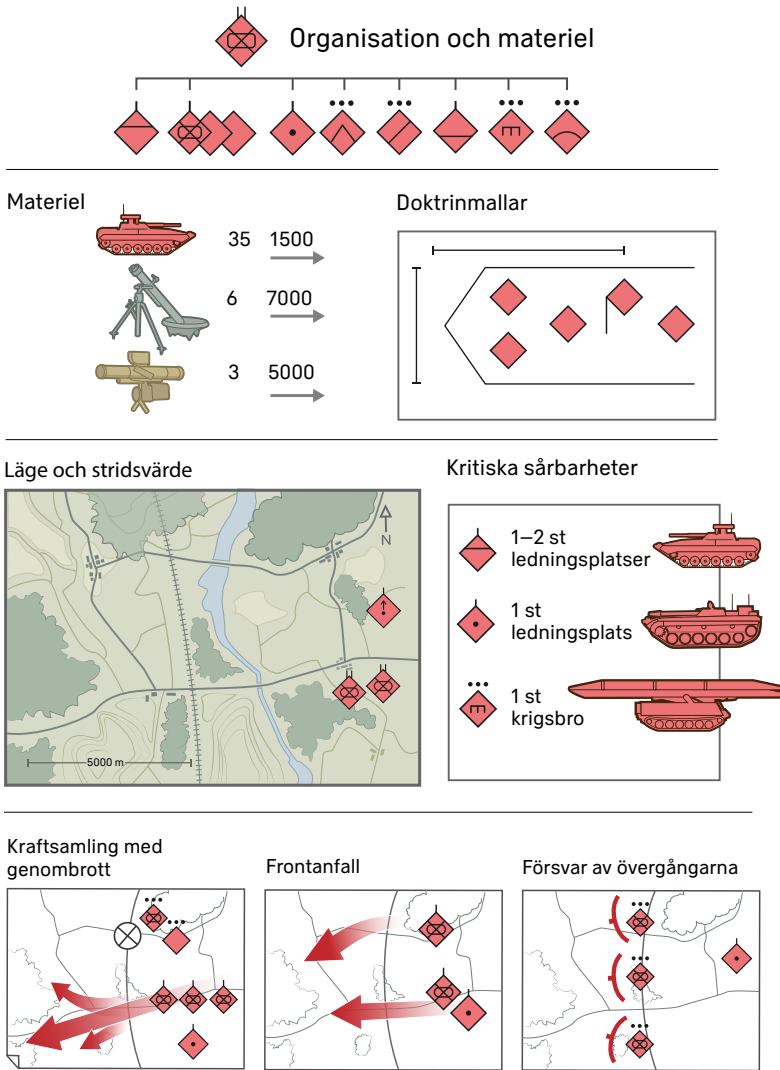 Organisation och materiel
Materiel
Doktrinmallar
35 1500
6 7000
3 5000
Läge och stridsvärde
N
5000 m
Kritiska sårbarheter
1–2 st
ledningsplatser
1 st
ledningsplats
1 st
krigsbro
Kraftsamling med
genombrott
Frontanfall
Försvar av övergångarna